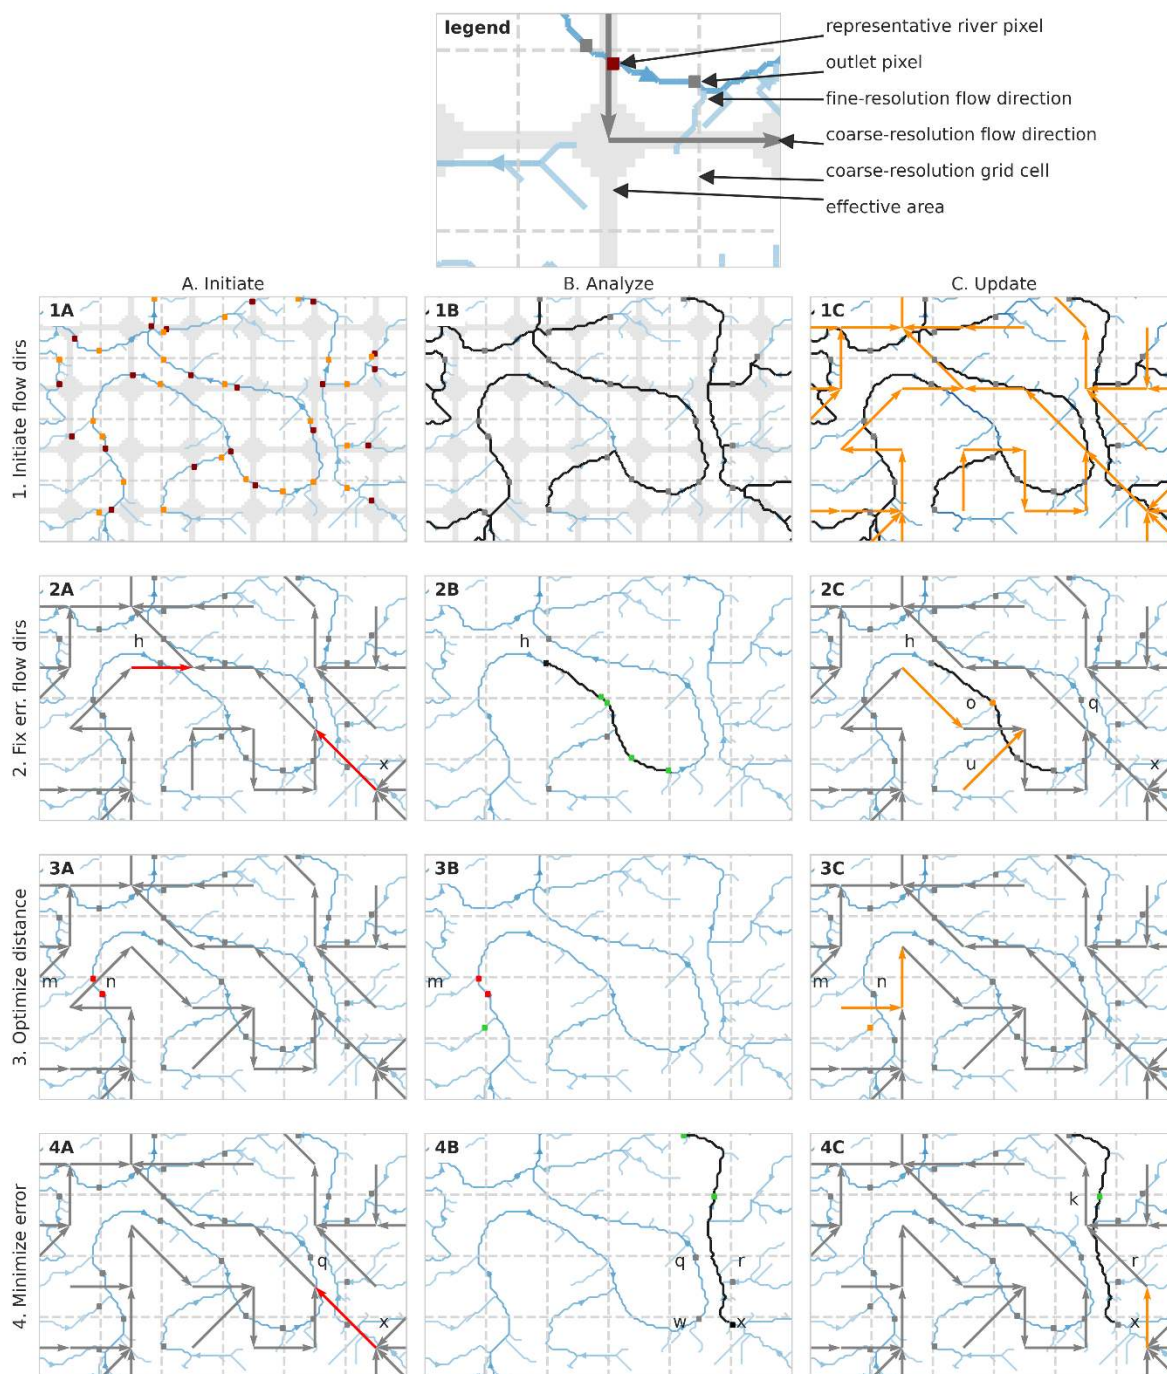 legend
representative river pixel
outlet pixel
fine-resolution flow direction
coarse-resolution flow direction
coarse-resolution grid cell
effective area
A. Initiate
B. Analyze
C. Update
1. Initiate flow dirs
1A
1B
1C
2. Fix err. flow dirs
2A
h
x
2B
h
2C
h
o
q
u
x
3. Optimize distance
3A
m
n
3B
m
3C
m
n
4. Minimize error
4A
q
x
4B
q
r
w
x
4C
k
r
x